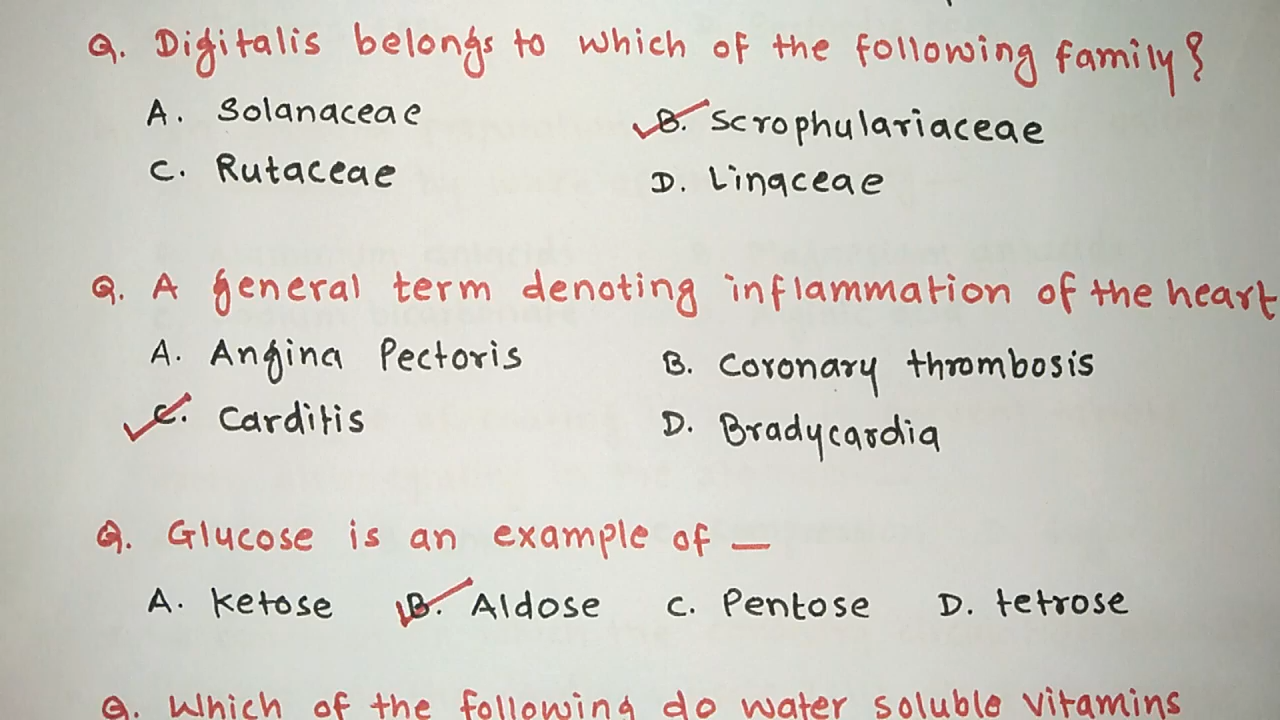 Q. Digitalis belongs to which of the following family?
A. Solanaceae B. Scrophulariaceae
C. Rutaceae D. Linaceae
Q. A general term denoting inflammation of the heart
A. Angina Pectoris B. Coronary thrombosis
C. Carditis D. Bradycardia
Q. Glucose is an example of —
A. Ketose B. Aldose C. Pentose D. tetrose
Q. Which of the following do water soluble vitamins